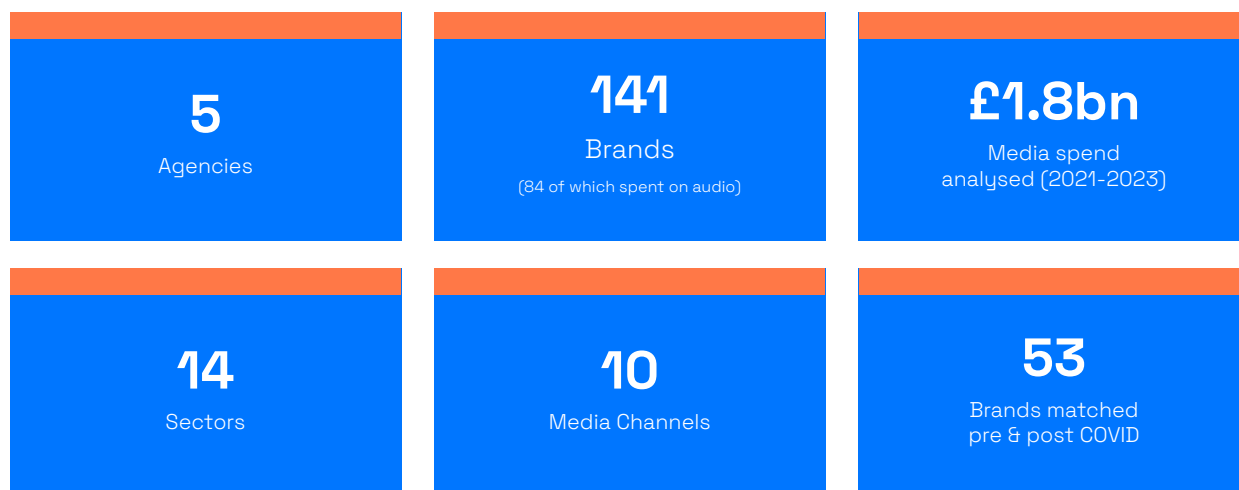 5
Agencies
141
Brands
(84 of which spent on audio)
£1.8bn
Media spend
analysed (2021-2023)
14
Sectors
10
Media Channels
53
Brands matched
pre & post COVID